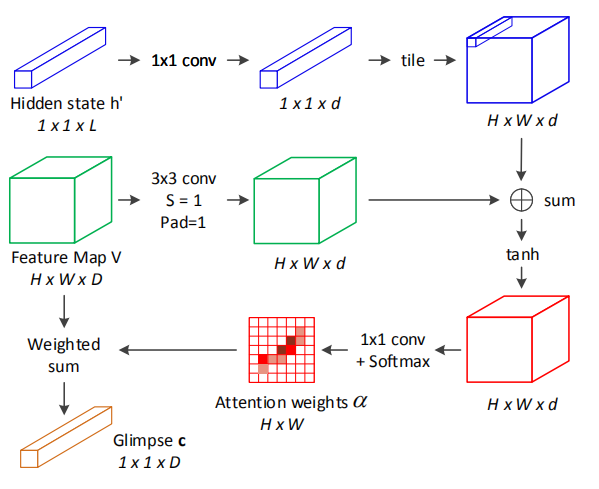 1x1 conv
tile
Hidden state h'
1 x 1 x L
1 x 1 x d
H x W x d
3x3 conv
S = 1
Pad=1
sum
Feature Map V
H x W x D
H x W x d
tanh
Weighted
sum
1x1 conv
+ Softmax
Attention weights α
H x W
H x W x d
Glimpse c
1 x 1 x D